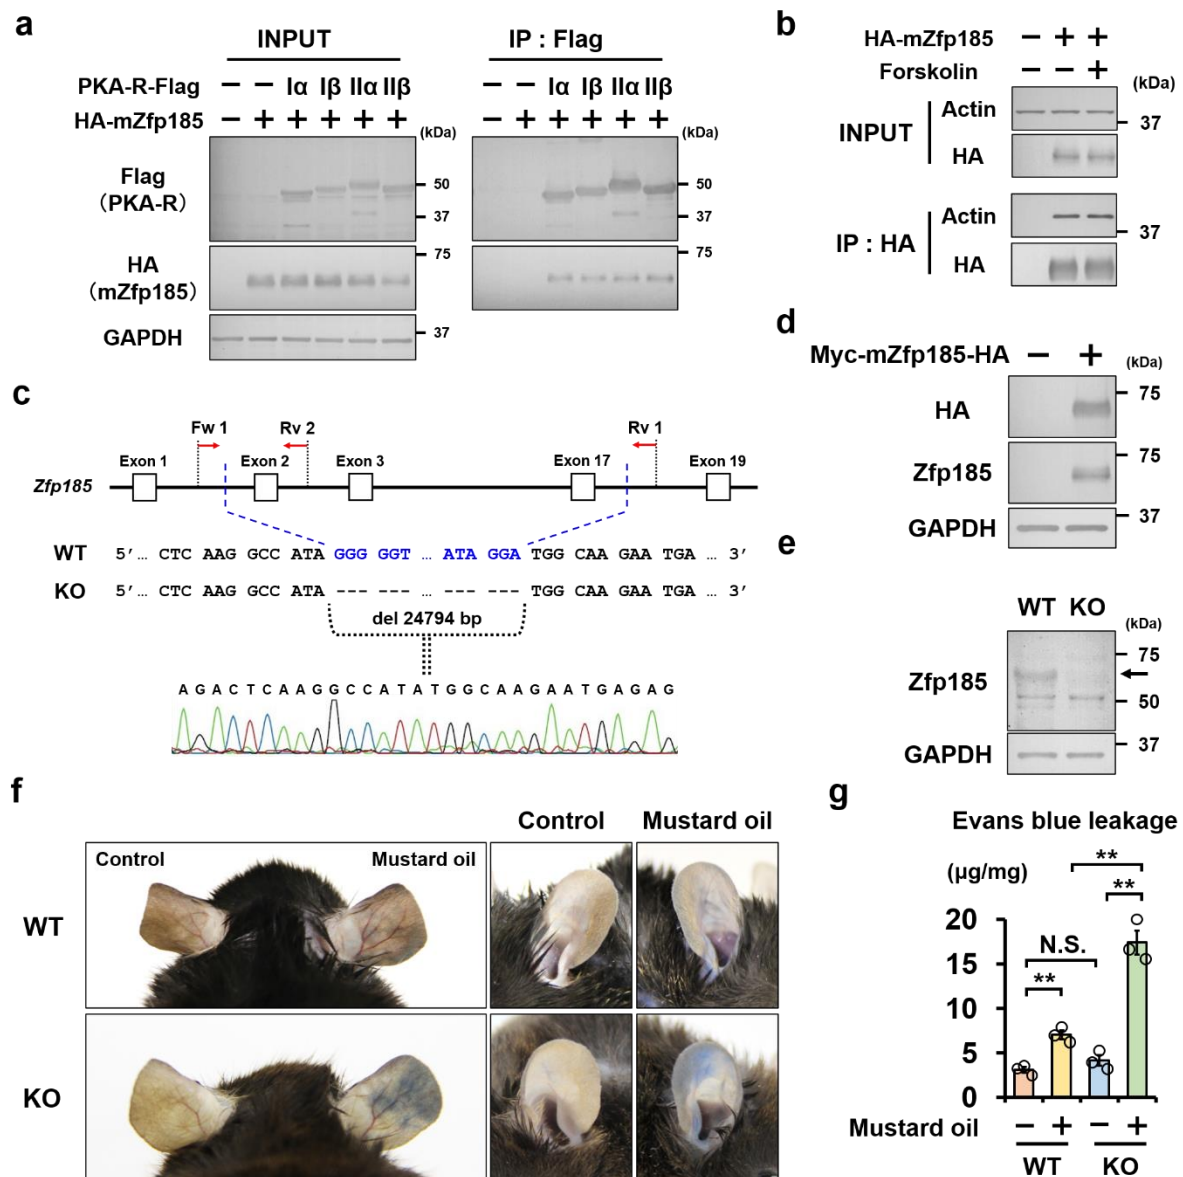 a
INPUT
IP : Flag
PKA-R-Flag − − Iα Iβ IIα IIβ − − Iα Iβ IIα IIβ
HA-mZfp185 − + + + + + − + + + + +
(kDa) (kDa)
Flag
(PKA-R)
50
37
50
37
HA
(mZfp185)
75
75
GAPDH
37
b
HA-mZfp185 − + +
Forskolin − − +
(kDa)
INPUT
Actin
37
HA
IP : HA
Actin
37
HA
c
Fw 1 Rv 2 Rv 1
Exon 1 Exon 2 Exon 3 Exon 17 Exon 19
Zfp185
WT 5’ … CTC AAG GCC ATA GGG GGT … ATA GGA TGG CAA GAA TGA … 3’
KO 5’ … CTC AAG GCC ATA --- --- --- --- TGG CAA GAA TGA … 3’
del 24794 bp
A G A C T C A A G G C C A T A T G G C A A G A A T G A G A G
d
Myc-mZfp185-HA − +
(kDa)
HA
75
Zfp185
75
GAPDH
37
e
WT KO
(kDa)
Zfp185
75
50
GAPDH
37
f
Control Mustard oil
Control Mustard oil
WT
KO
g
Evans blue leakage
(μg/mg)
**
**
N.S.
**
20
15
10
5
0
Mustard oil − + − +
WT KO